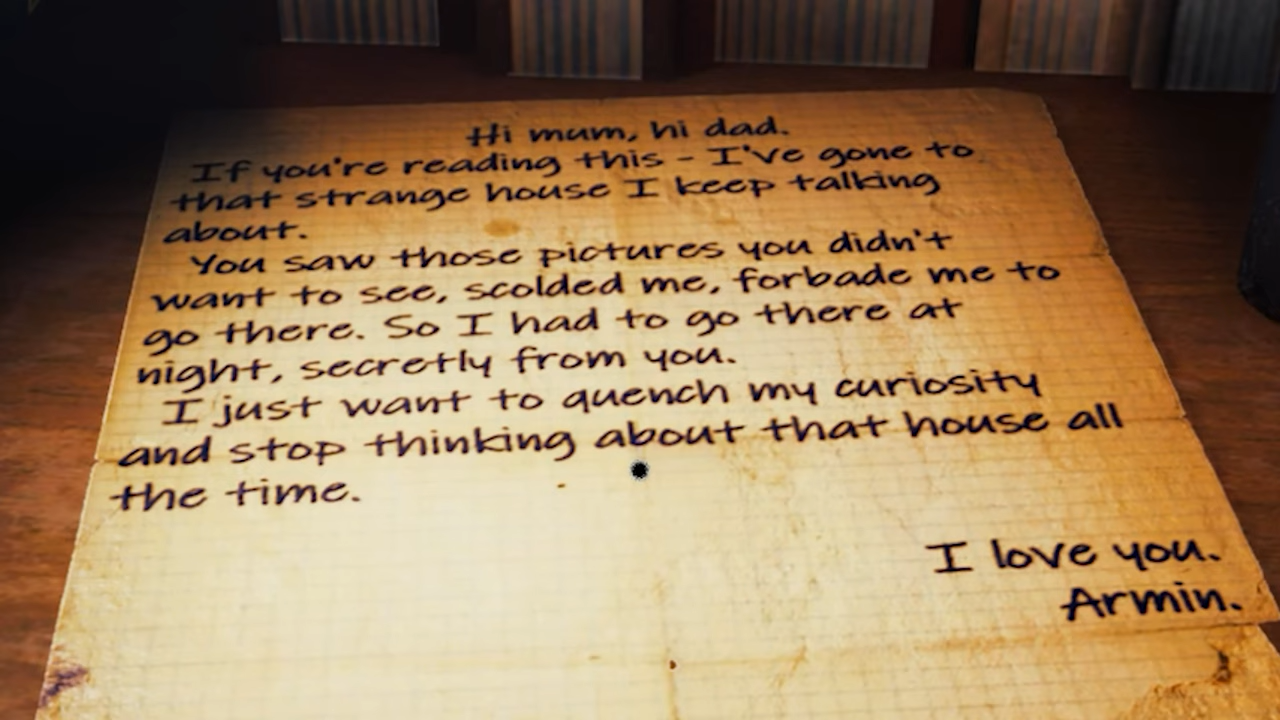 Hi mum, hi dad.
If you're reading this - I've gone to
that strange house I keep talking
about.
You saw those pictures you didn't
want to see, scolded me, forbade me to
go there. So I had to go there at
night, secretly from you.
I just want to quench my curiosity
and stop thinking about that house all
the time.
I love you.
Armin.